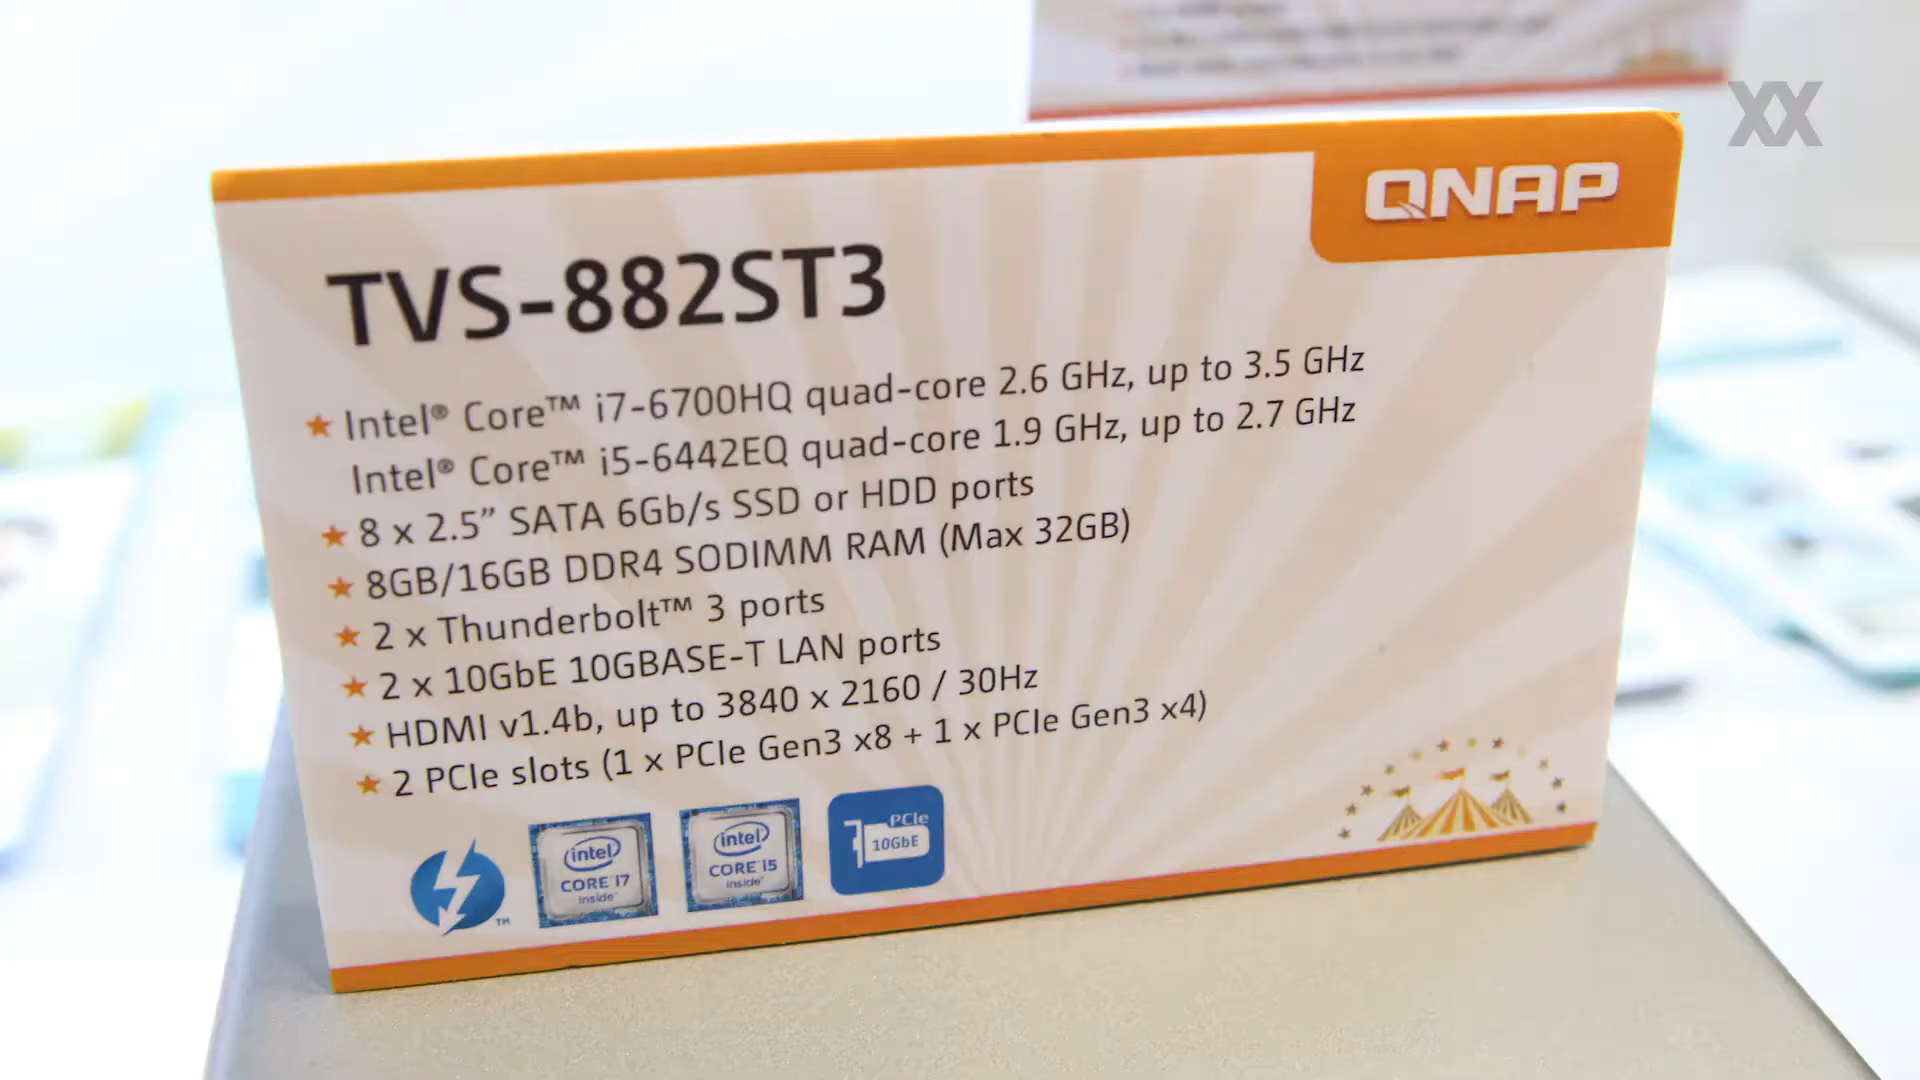 XX
QNAP
TVS-882ST3
Intel® Core™ i7-6700HQ quad-core 2.6 GHz, up to 3.5 GHz
Intel® Core™ i5-6442EQ quad-core 1.9 GHz, up to 2.7 GHz
8 x 2.5” SATA 6Gb/s SSD or HDD ports
8GB/16GB DDR4 SODIMM RAM (Max 32GB)
2 x Thunderbolt™ 3 ports
2 x 10GbE 10GBASE-T LAN ports
HDMI v1.4b, up to 3840 x 2160 / 30Hz
2 PCIe slots (1 x PCIe Gen3 x8 + 1 x PCIe Gen3 x4)
TM
intel
CORE i7
inside
intel
CORE i5
inside
PCIe
10GbE